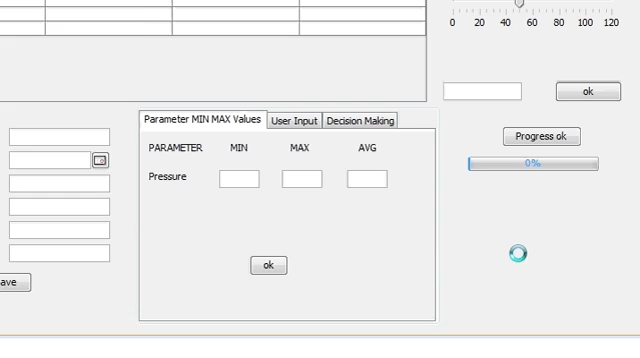 0 20 40 60 80 100 120
ok
Parameter MIN MAX Values User Input Decision Making
Progress ok
PARAMETER MIN MAX AVG
0%
Pressure
ok
ave